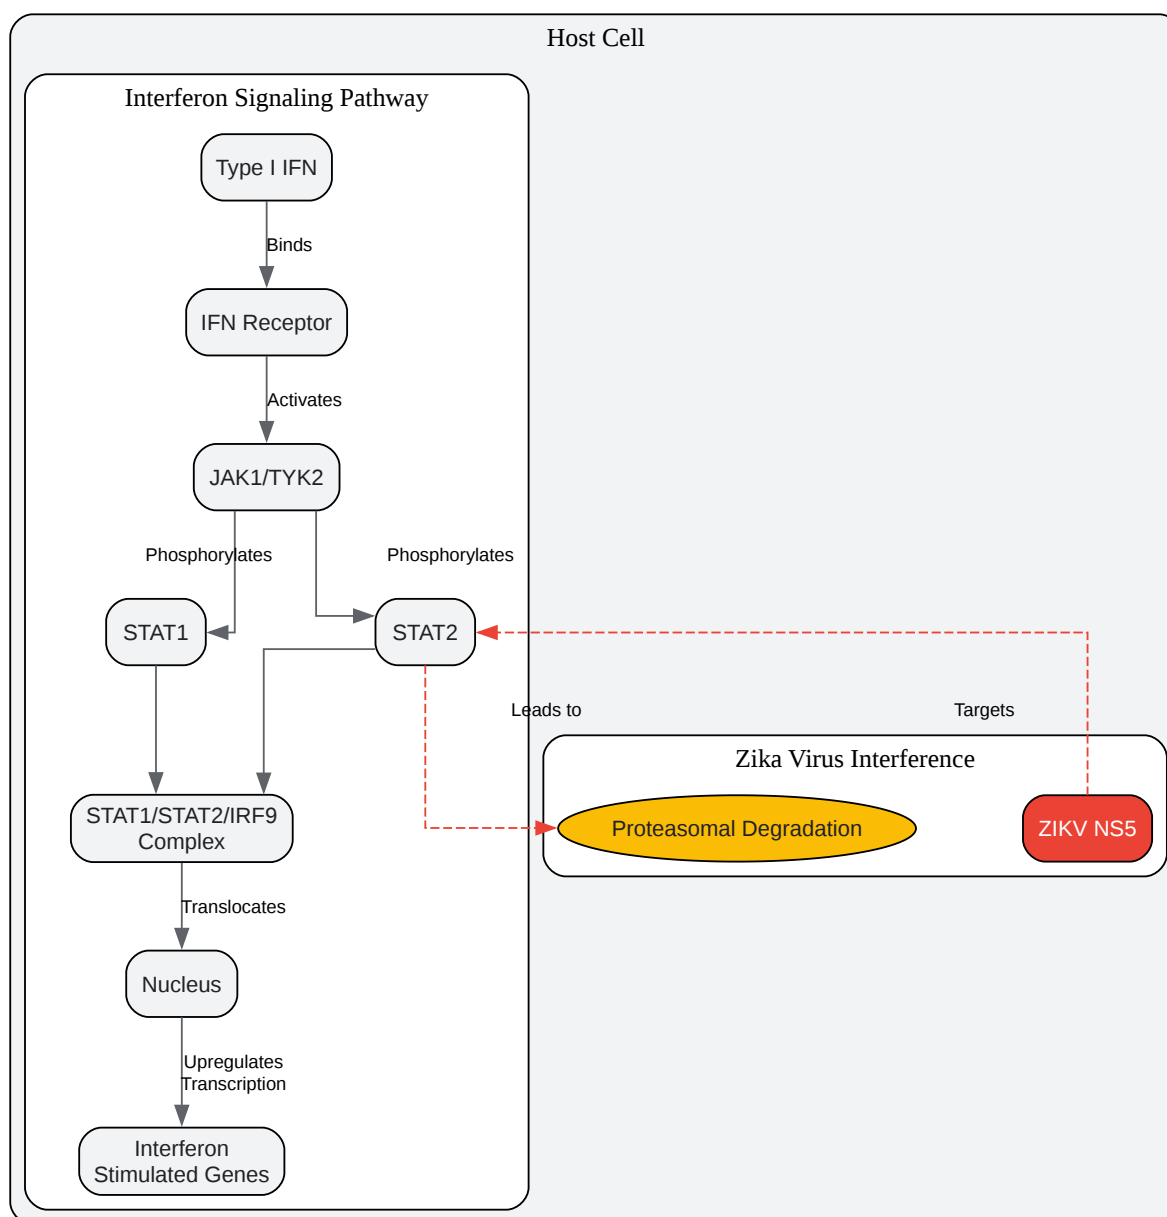 Host Cell
Interferon Signaling Pathway
Type I IFN
Binds
IFN Receptor
Activates
JAK1/TYK2
Phosphorylates
Phosphorylates
STAT1
STAT2
Leads to
Targets
Zika Virus Interference
STAT1/STAT2/IRF9
Complex
Proteasomal Degradation
ZIKV NS5
Translocates
Nucleus
Upregulates
Transcription
Interferon
Stimulated Genes